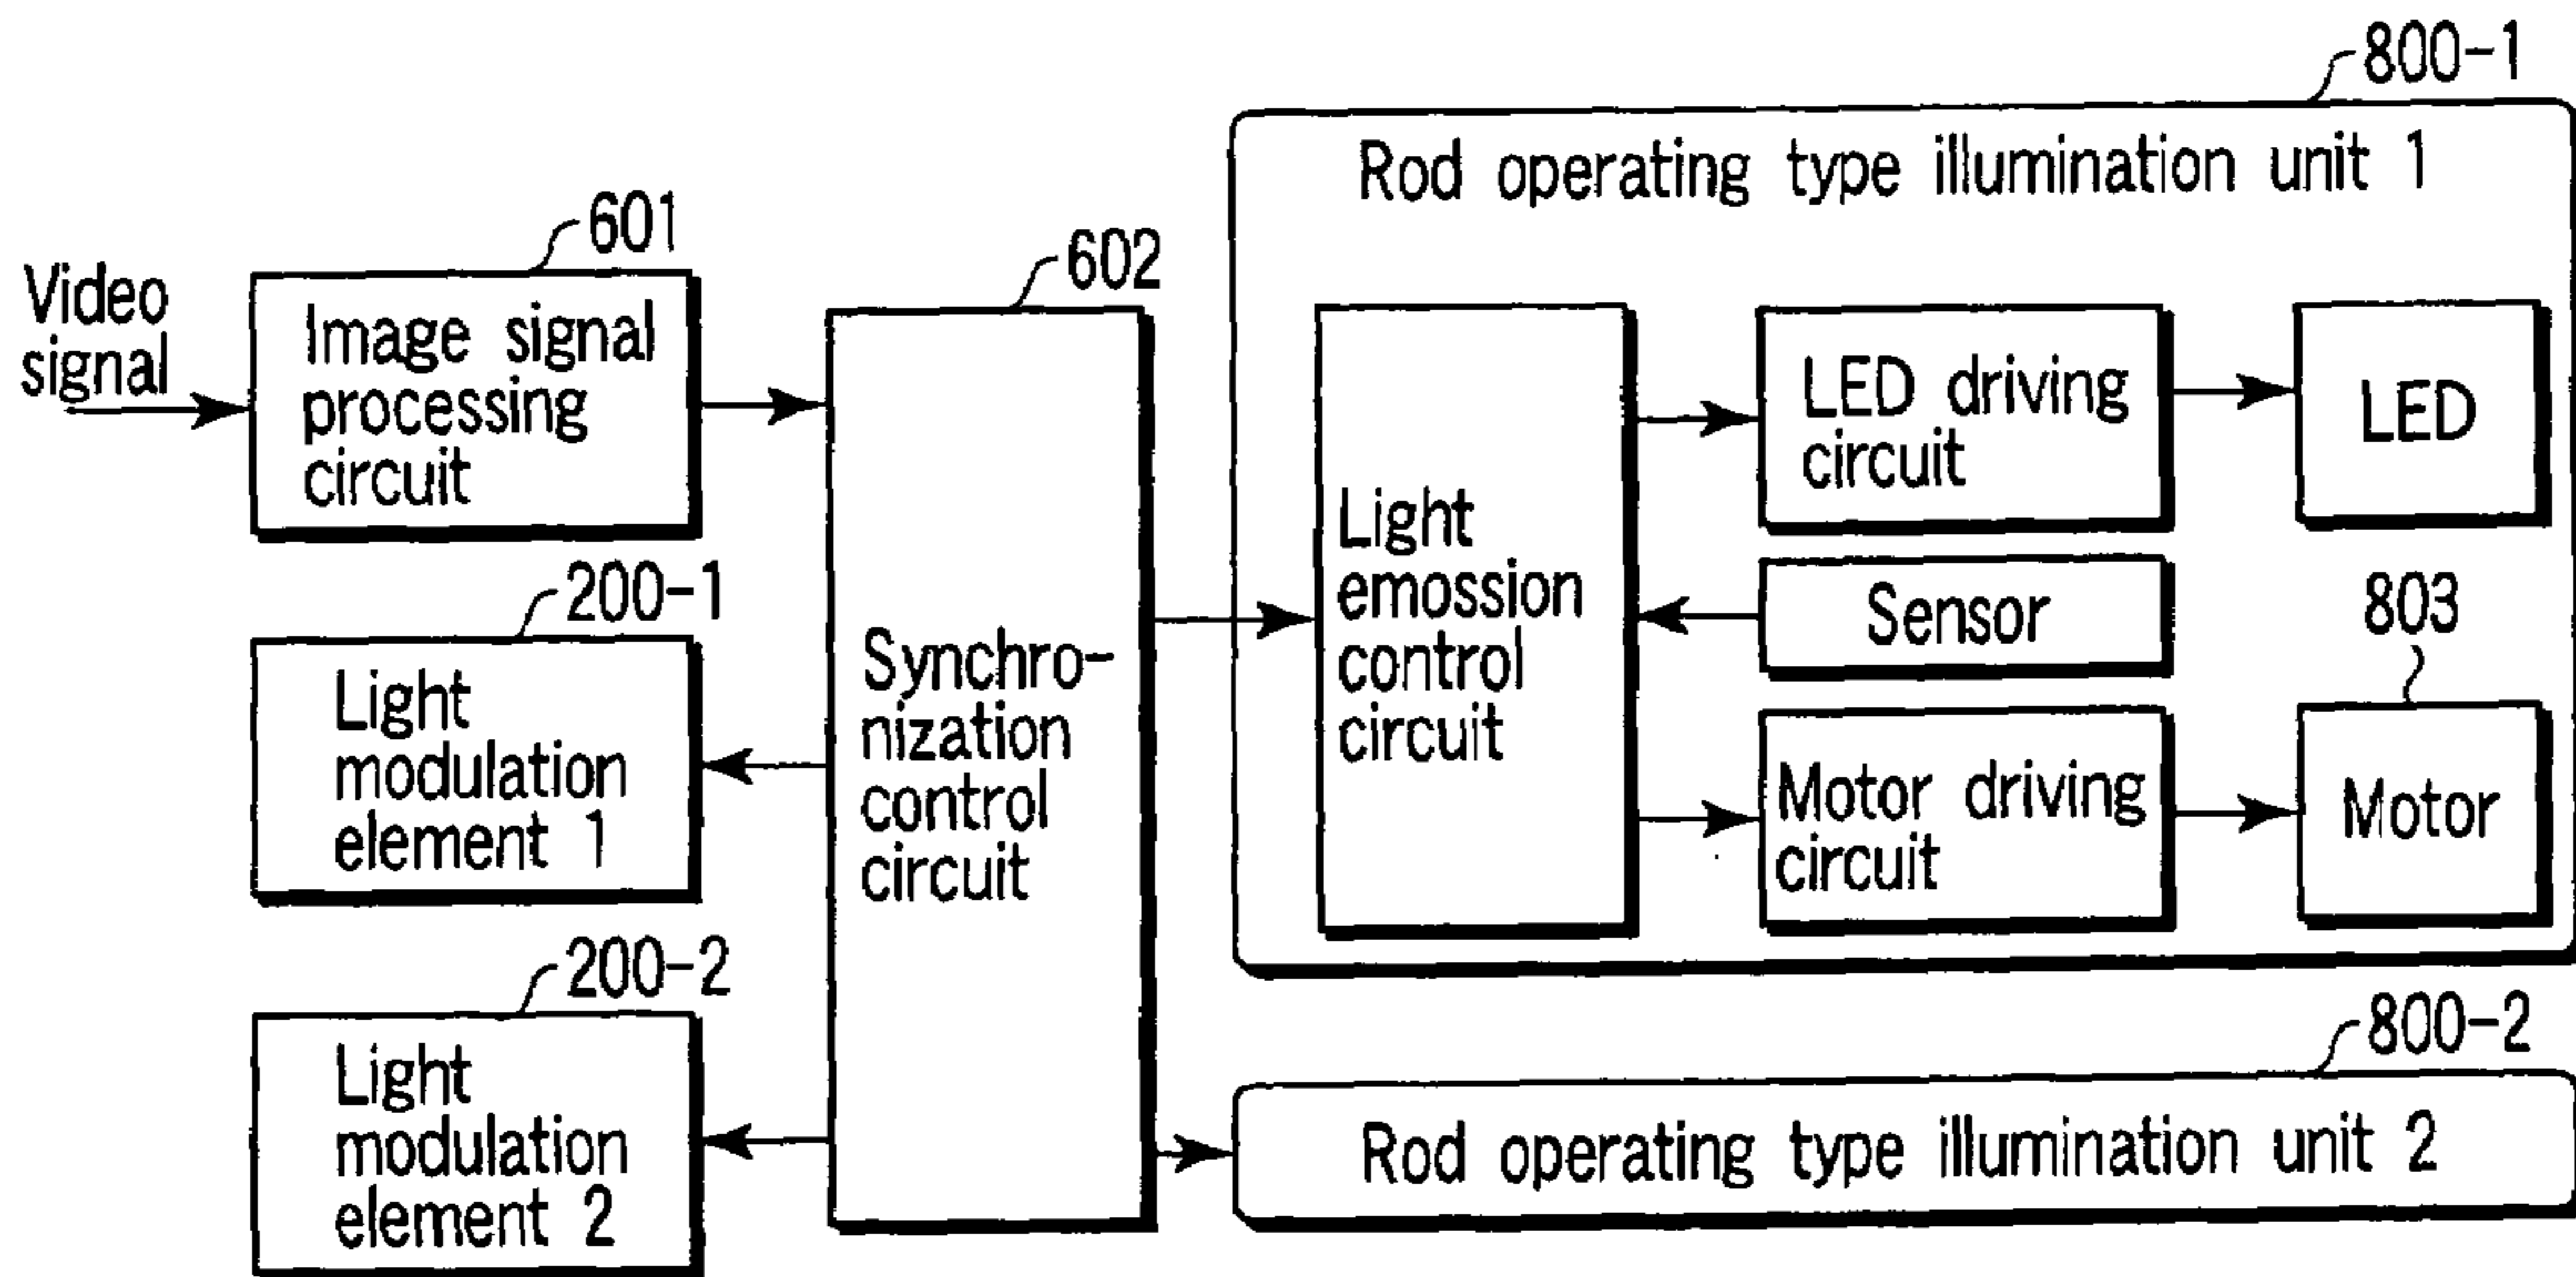 800-1
Rod operating type illumination unit 1
601
602
Video
signal
Image signal
processing
circuit
LED driving
circuit
LED
Light
emossion
control
circuit
Sensor
803
200-1
Light
modulation
element 1
Synchro-
nization
control
circuit
Motor driving
circuit
Motor
200-2
Light
modulation
element 2
800-2
Rod operating type illumination unit 2